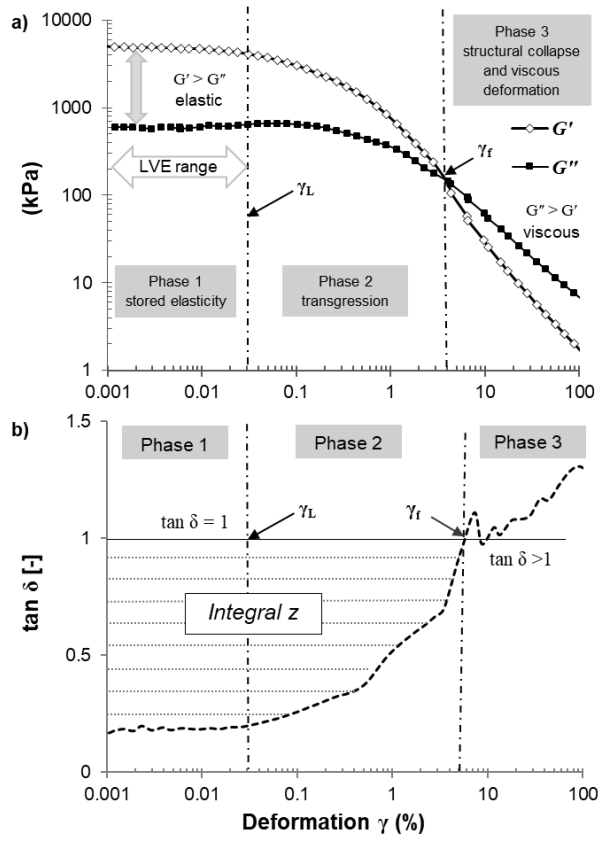 a)
10000
1000
100
10
1
(kPa)
0.001
0.01
0.1
1
10
100
G′ > G″
elastic
LVE range
γL
Phase 1
stored elasticity
Phase 2
transgression
Phase 3
structural collapse
and viscous
deformation
G'
G''
γf
G″ > G′
viscous
b)
1.5
1
0.5
0
tan δ [-]
Phase 1
Phase 2
Phase 3
tan δ = 1
γL
γf
tan δ >1
Integral z
0.001
0.01
0.1
1
10
100
Deformation γ (%)